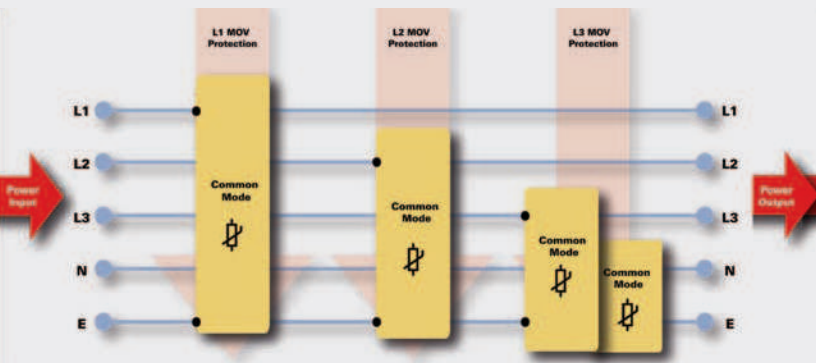 L1 MOV
Protection
L2 MOV
Protection
L3 MOV
Protection
L1
L1
L2
L2
Power
Input
Common
Mode
Power
Output
Common
Mode
L3
L3
Common
Mode
N
Common
Mode
N
E
E